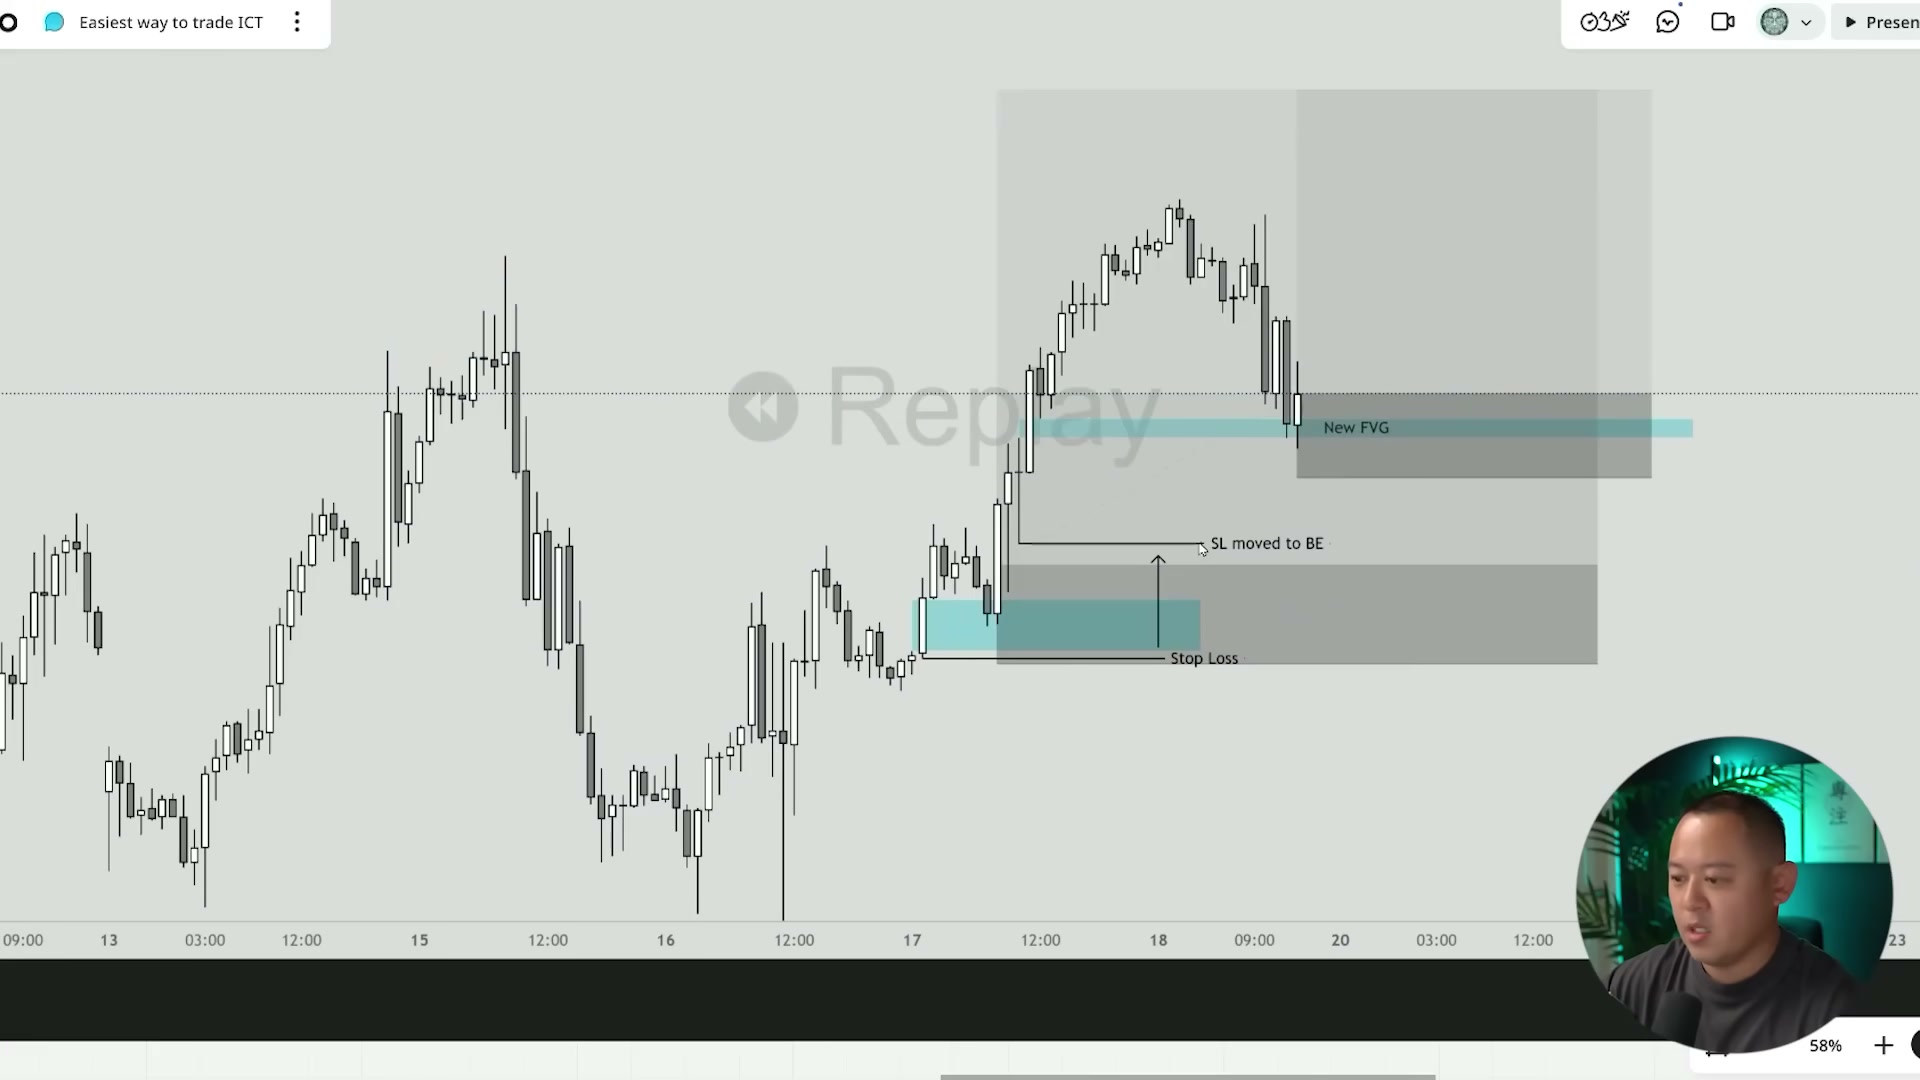 Easiest way to trade ICT
Presen
Replay
New FVG
SL moved to BE
Stop Loss
09:00 13 03:00 12:00 15 12:00 16 12:00 17 12:00 18 09:00 20 03:00 12:00 23
専
注
58%